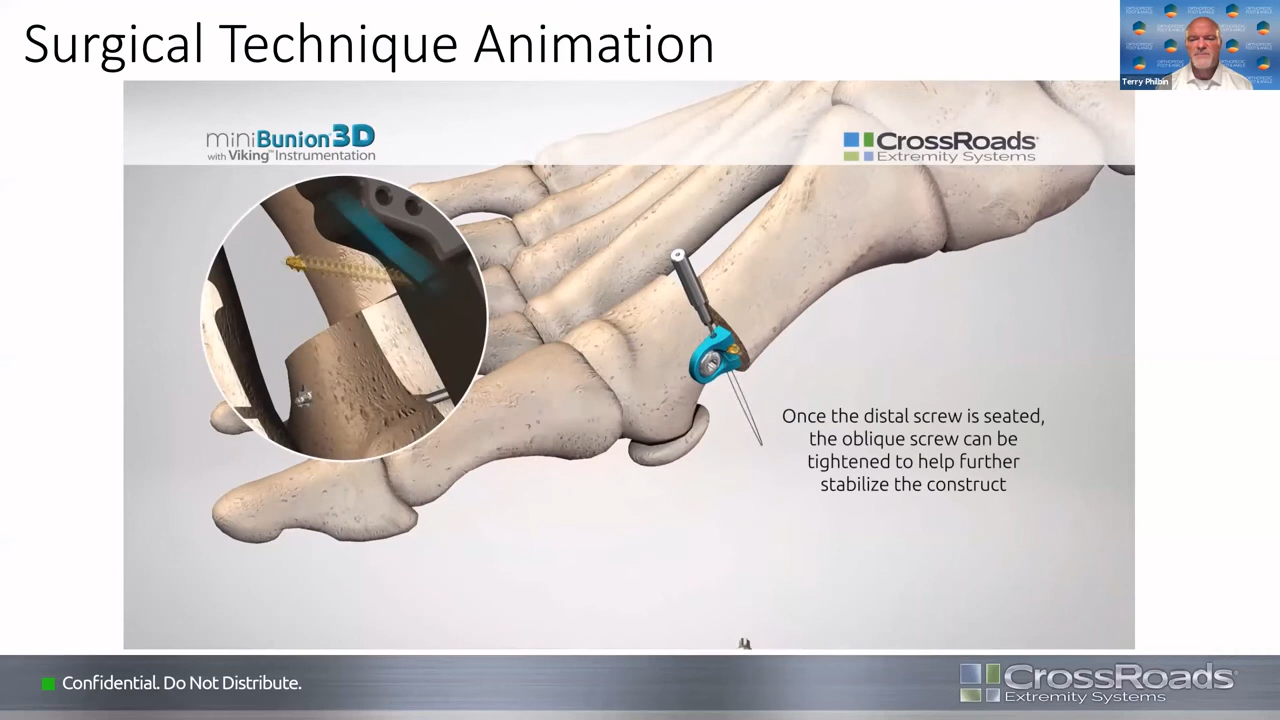 Surgical Technique Animation
Terry Philbin
miniBunion3D
with Viking™ Instrumentation
CrossRoads®
Extremity Systems
Once the distal screw is seated,
the oblique screw can be
tightened to help further
stabilize the construct
Confidential. Do Not Distribute.
CrossRoads®
Extremity Systems